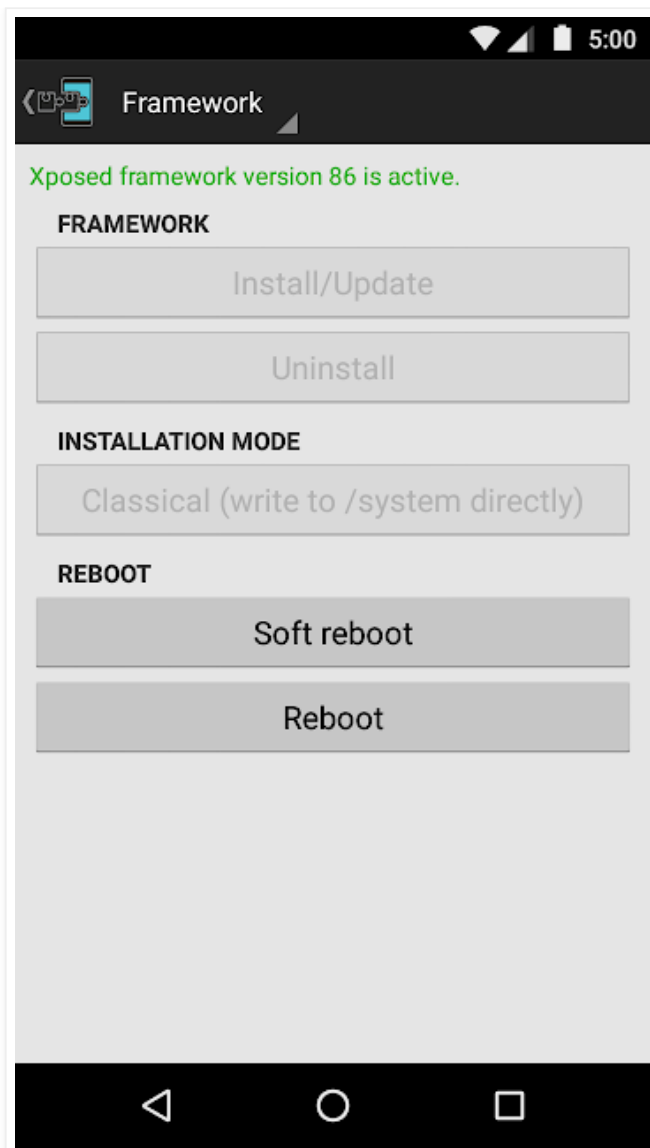 5:00
Framework
Xposed framework version 86 is active.
FRAMEWORK
Install/Update
Uninstall
INSTALLATION MODE
Classical (write to /system directly)
REBOOT
Soft reboot
Reboot